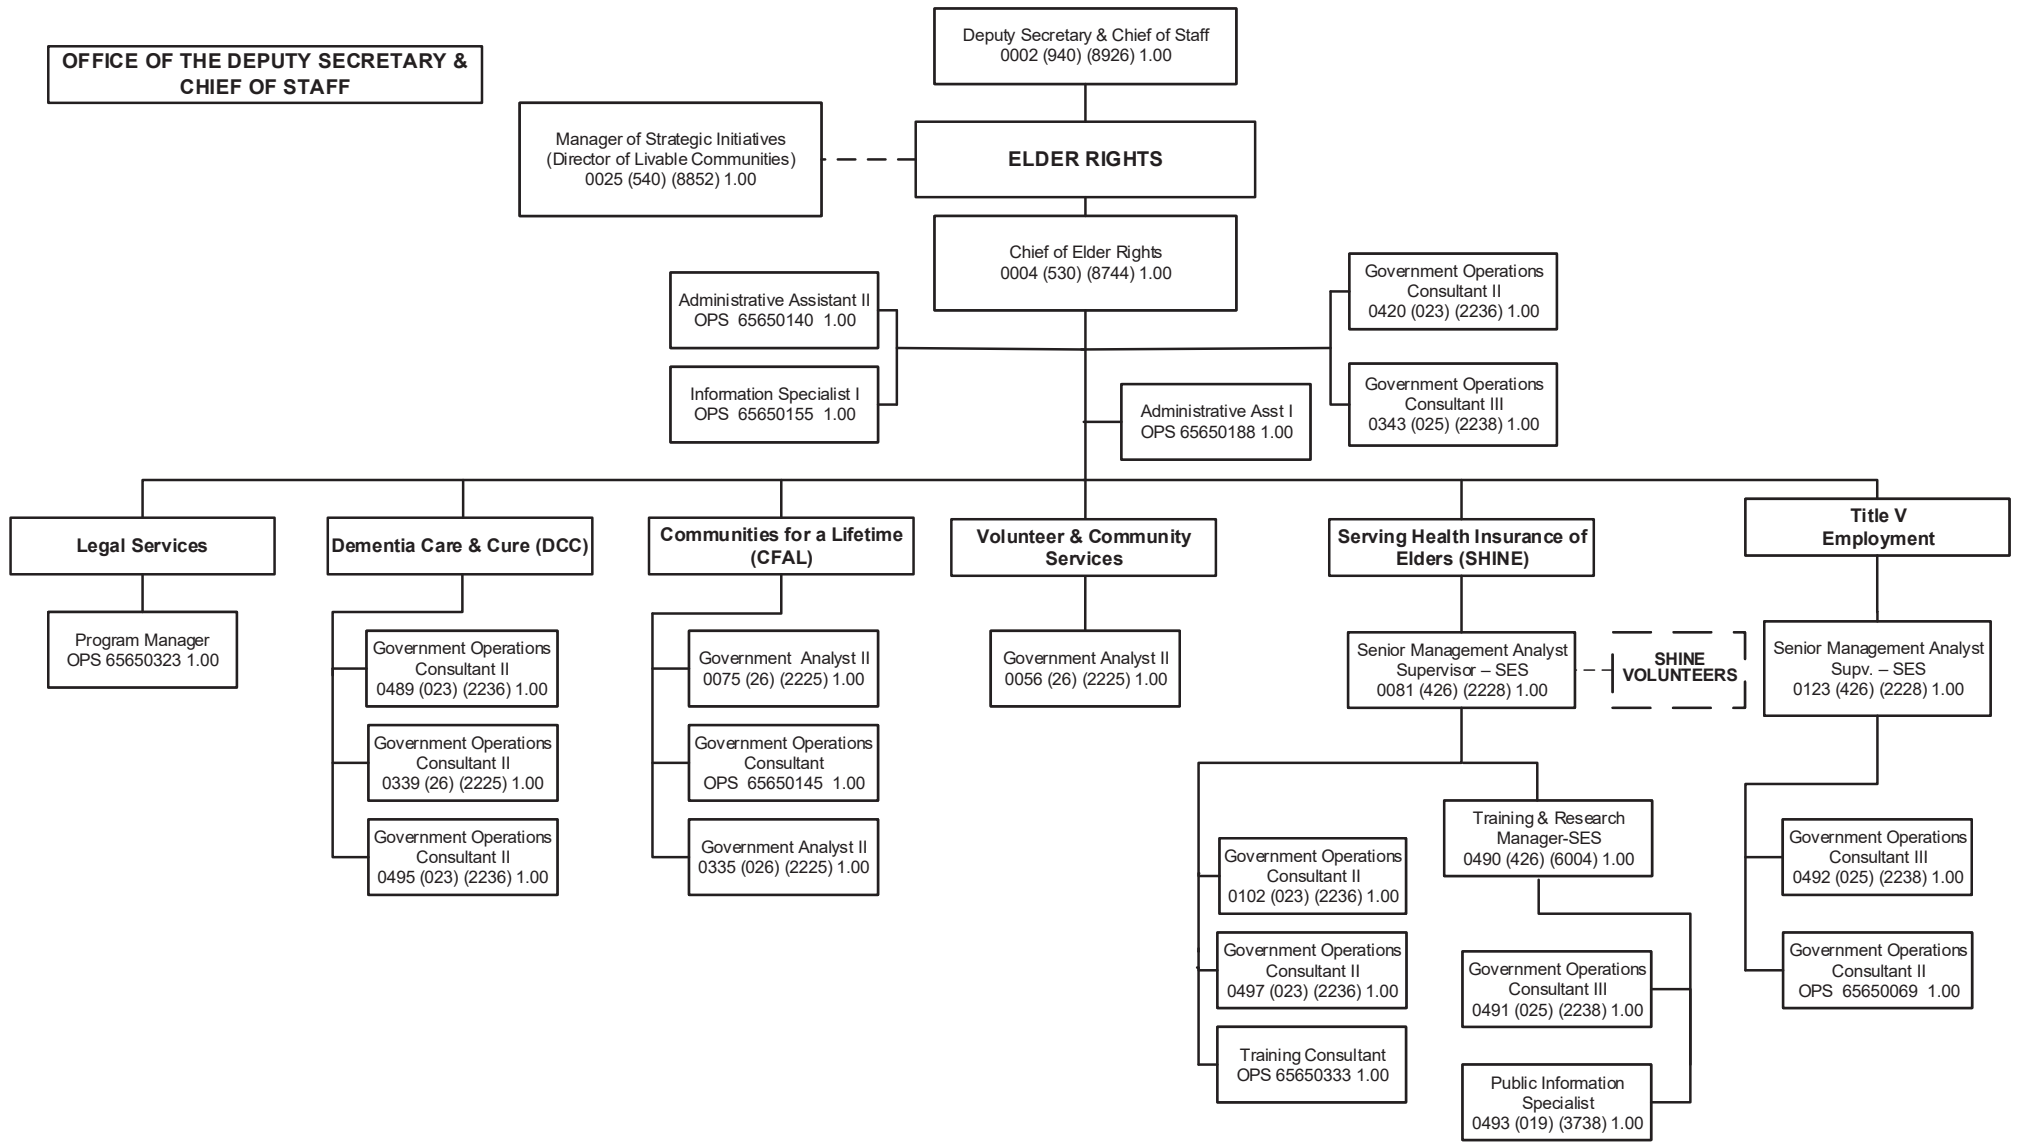 OFFICE OF THE DEPUTY SECRETARY &
CHIEF OF STAFF
Deputy Secretary & Chief of Staff
0002 (940) (8926) 1.00
Manager of Strategic Initiatives
(Director of Livable Communities)
0025 (540) (8852) 1.00
ELDER RIGHTS
Chief of Elder Rights
0004 (530) (8744) 1.00
Administrative Assistant II
OPS 65650140 1.00
Information Specialist I
OPS 65650155 1.00
Government Operations
Consultant II
0420 (023) (2236) 1.00
Government Operations
Consultant III
0343 (025) (2238) 1.00
Administrative Asst I
OPS 65650188 1.00
Legal Services
Program Manager
OPS 65650323 1.00
Dementia Care & Cure (DCC)
Government Operations
Consultant II
0489 (023) (2236) 1.00
Government Operations
Consultant II
0339 (26) (2225) 1.00
Government Operations
Consultant II
0495 (023) (2236) 1.00
Communities for a Lifetime
(CFAL)
Government Analyst II
0075 (26) (2225) 1.00
Government Operations
Consultant
OPS 65650145 1.00
Government Analyst II
0335 (026) (2225) 1.00
Volunteer & Community
Services
Government Analyst II
0056 (26) (2225) 1.00
Serving Health Insurance of
Elders (SHINE)
Senior Management Analyst
Supervisor – SES
0081 (426) (2228) 1.00
SHINE
VOLUNTEERS
Government Operations
Consultant II
0102 (023) (2236) 1.00
Government Operations
Consultant II
0497 (023) (2236) 1.00
Training Consultant
OPS 65650333 1.00
Training & Research
Manager-SES
0490 (426) (6004) 1.00
Government Operations
Consultant III
0491 (025) (2238) 1.00
Public Information
Specialist
0493 (019) (3738) 1.00
Title V
Employment
Senior Management Analyst
Supv. – SES
0123 (426) (2228) 1.00
Government Operations
Consultant III
0492 (025) (2238) 1.00
Government Operations
Consultant II
OPS 65650069 1.00